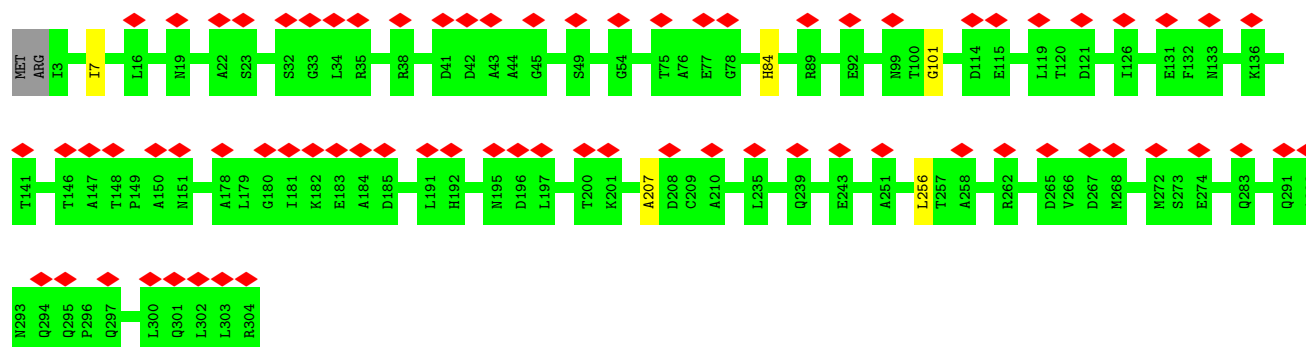 MET ARG I3 I7 L16 N19 A22 S23 S32 G33 L34 R35 R38 D41 D42 A43 A44 G45 S49 G54 T75 A76 E77 G78 H84 R89 E92 N99 T100 G101 D114 E115 L119 T120 D121 I126 E131 F132 N133 K136
T141 T146 A147 T148 P149 A150 N151 A178 L179 G180 I181 K182 E183 A184 D185 L191 H192 N195 D196 L197 T200 K201 A207 D208 C209 A210 L235 Q239 E243 A251 L256 T257 A258 R262 D265 V266 D267 M268 M272 S273 E274 Q283 Q291
N293 Q294 Q295 P296 Q297 L300 Q301 L302 L303 R304